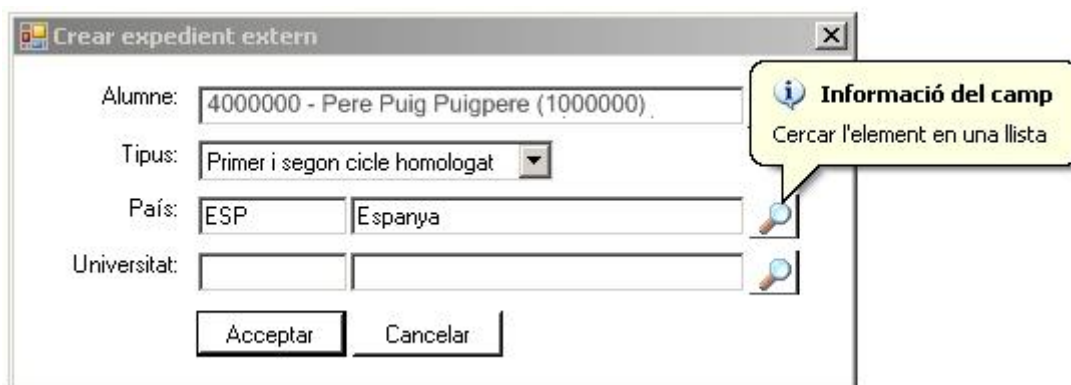 Crear expedient extern
Alumne: 4000000 - Pere Puig Puigpere (1000000)
Informació del camp
Cercar l'element en una llista
Tipus: Primer i segon cicle homologat
País: ESP Espanya
Universitat:
Acceptar Cancelar